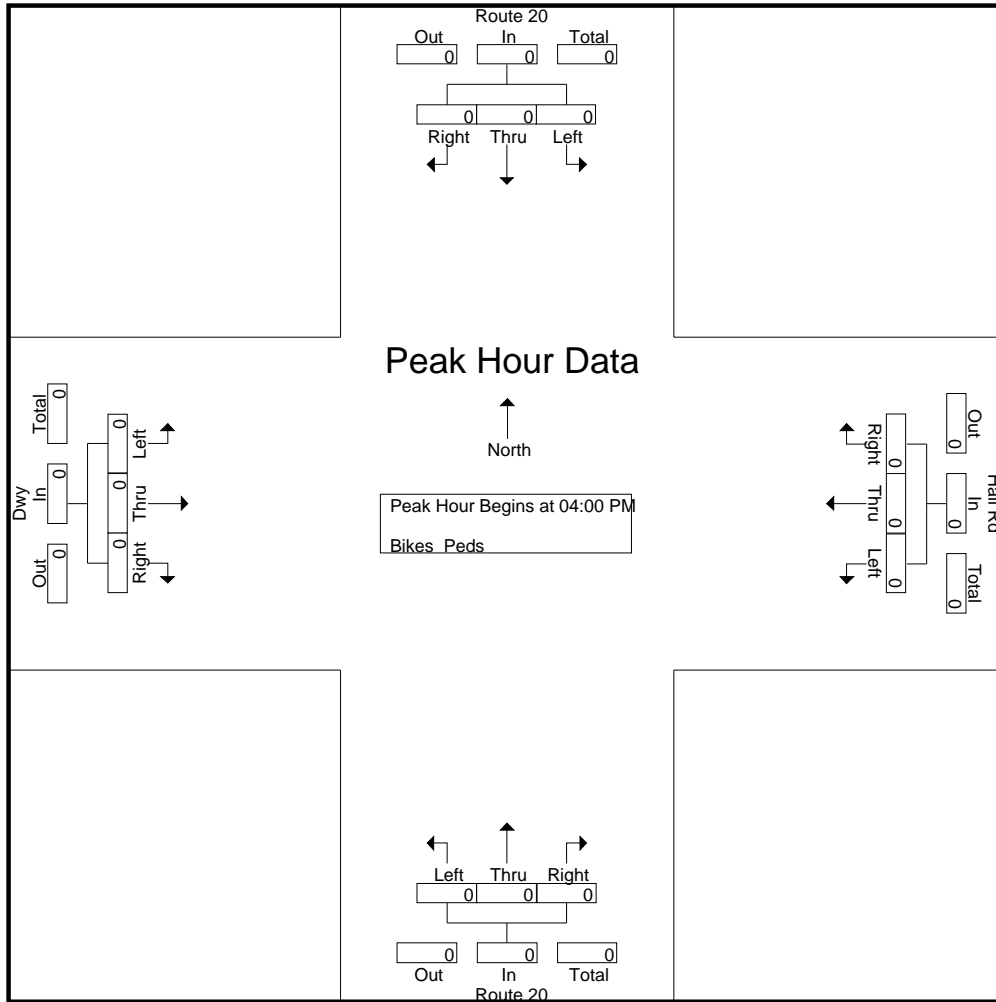 Route 20
Out In Total
0 0 0
0 0 0
Right Thru Left
Peak Hour Data
North
Peak Hour Begins at 04:00 PM
Bikes Peds
Dwy
Out In Total
0 0 0
0 0 0
Right Thru Left
Out In Total
0 0 0
0 0 0
Right Thru Left
Left Thru Right
0 0 0
0 0 0
Out In Total
Route 20